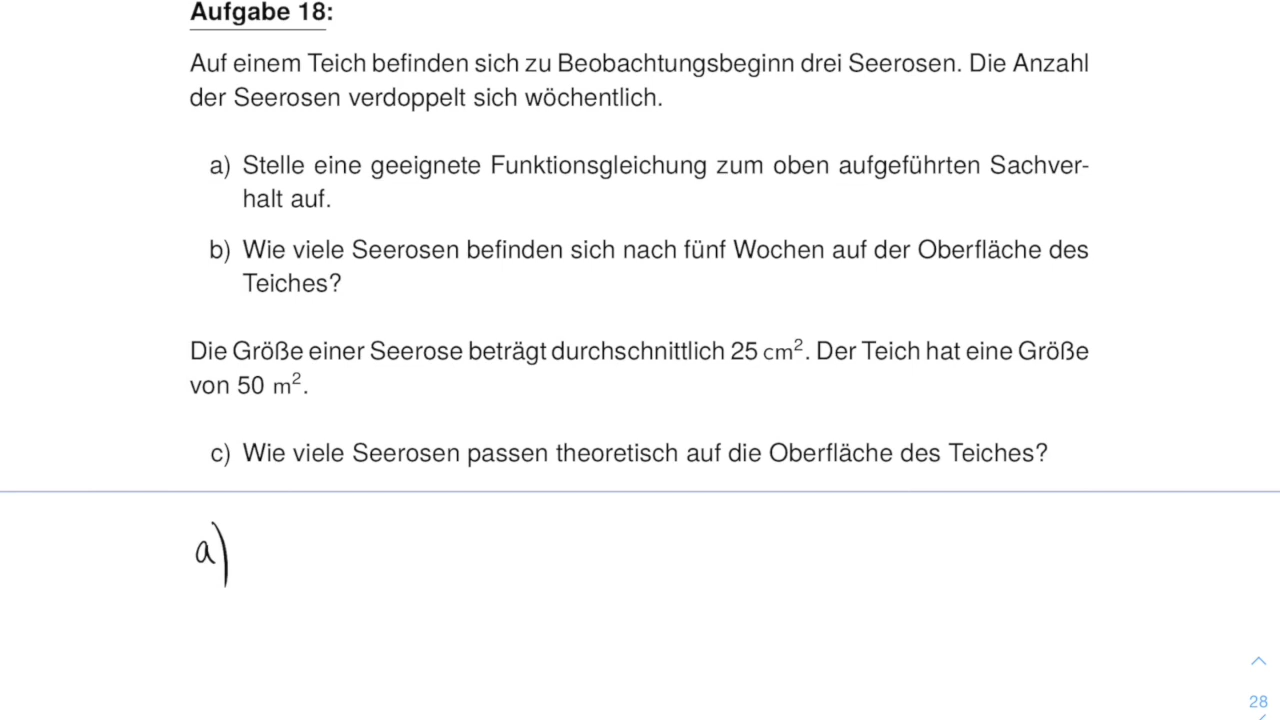 Aufgabe 18:
Auf einem Teich befinden sich zu Beobachtungsbeginn drei Seerosen. Die Anzahl
der Seerosen verdoppelt sich wöchentlich.
a) Stelle eine geeignete Funktionsgleichung zum oben aufgeführten Sachver-
halt auf.
b) Wie viele Seerosen befinden sich nach fünf Wochen auf der Oberfläche des
Teiches?
Die Größe einer Seerose beträgt durchschnittlich 25 cm². Der Teich hat eine Größe
von 50 m².
c) Wie viele Seerosen passen theoretisch auf die Oberfläche des Teiches?
a)
28